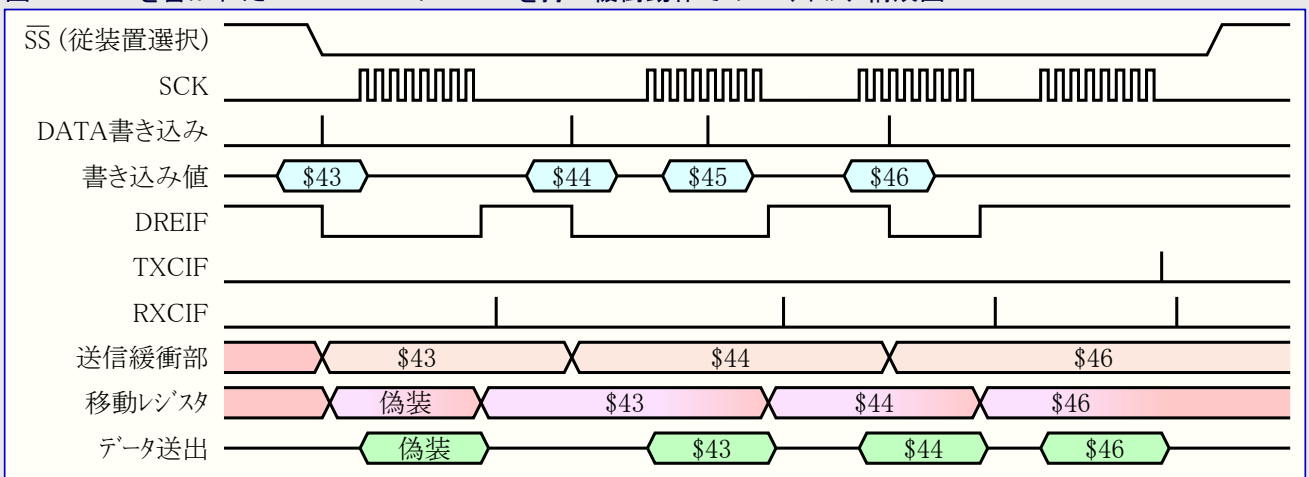 SS (従装置選択)
SCK
DATA書き込み
書き込み値 $43 $44 $45 $46
DREIF
TXCIF
RXCIF
送信緩衝部 $43 $44 $46
移動レジスタ 偽装 $43 $44 $46
データ送出 偽装 $43 $44 $46